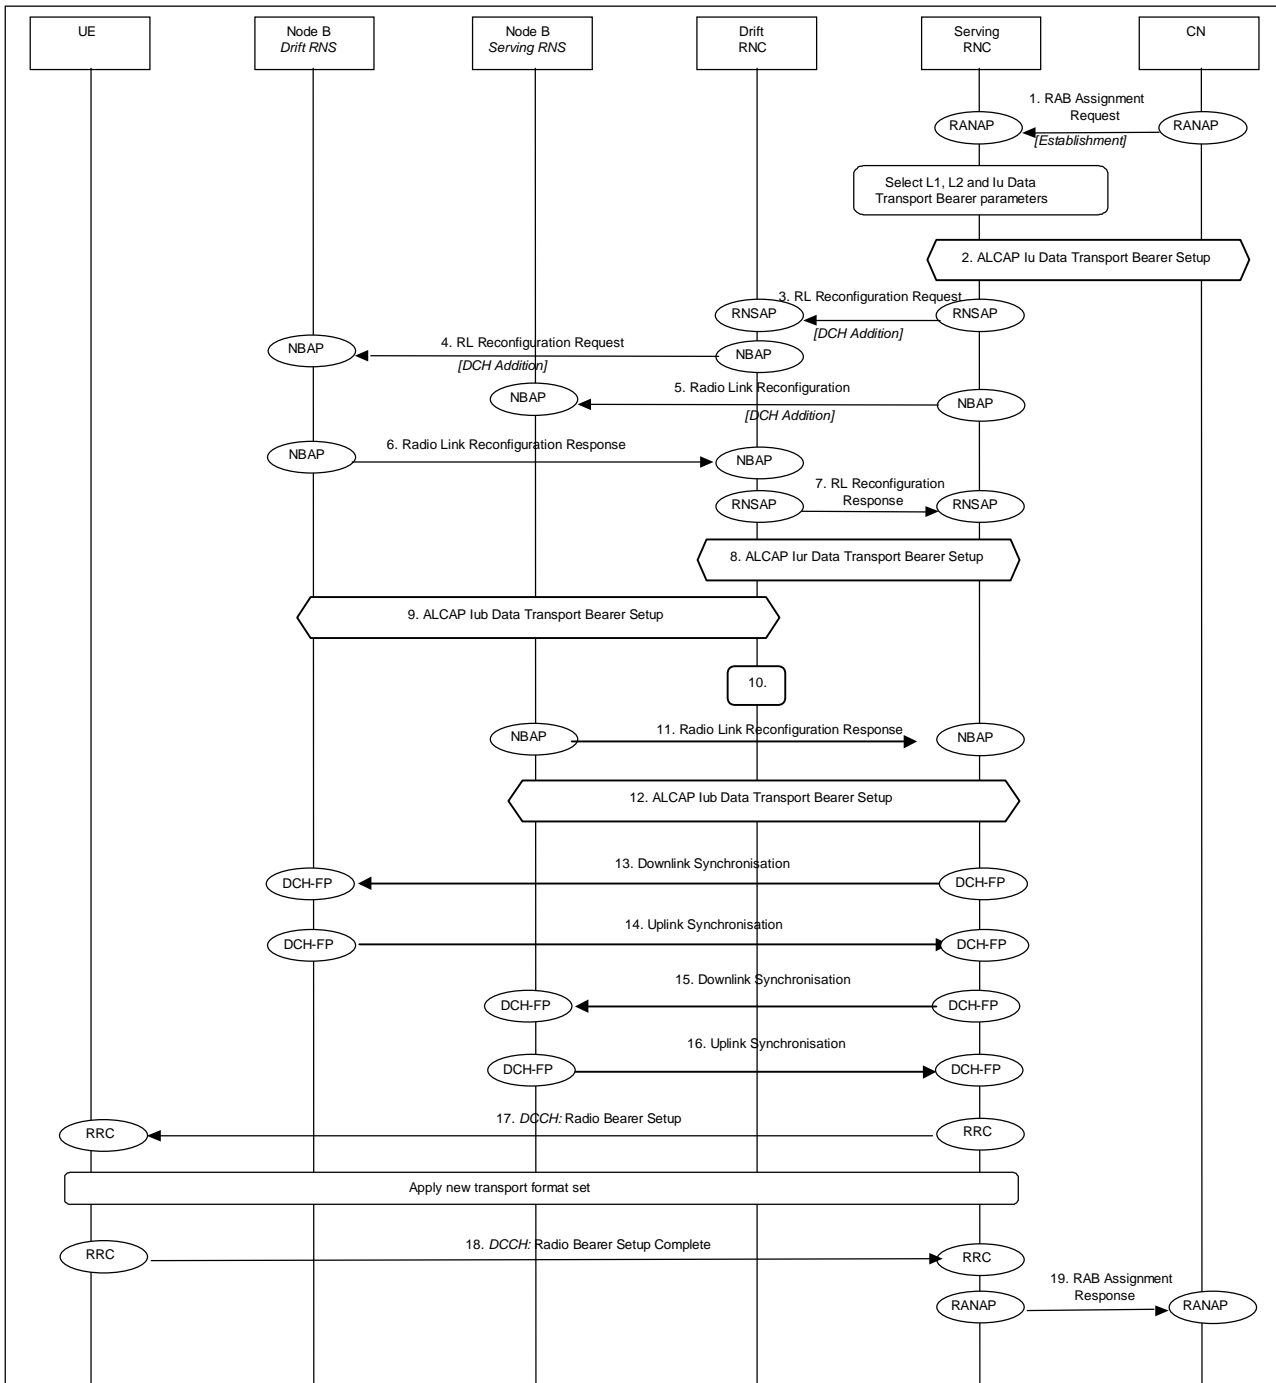 UE
Node B
Drift RNS
Node B
Serving RNS
Drift
RNC
Serving
RNC
CN
1. RAB Assignment
Request
RANAP
RANAP
[Establishment]
Select L1, L2 and Iu Data
Transport Bearer parameters
2. ALCAP Iu Data Transport Bearer Setup
3. RL Reconfiguration Request
RNSAP
RNSAP
[DCH Addition]
4. RL Reconfiguration Request
NBAP
NBAP
[DCH Addition]
5. Radio Link Reconfiguration
NBAP
NBAP
[DCH Addition]
6. Radio Link Reconfiguration Response
NBAP
NBAP
7. RL Reconfiguration
Response
RNSAP
RNSAP
8. ALCAP Iur Data Transport Bearer Setup
9. ALCAP Iub Data Transport Bearer Setup
10.
11. Radio Link Reconfiguration Response
NBAP
NBAP
12. ALCAP Iub Data Transport Bearer Setup
13. Downlink Synchronisation
DCH-FP
DCH-FP
14. Uplink Synchronisation
DCH-FP
DCH-FP
15. Downlink Synchronisation
DCH-FP
DCH-FP
16. Uplink Synchronisation
DCH-FP
DCH-FP
17. DCCH: Radio Bearer Setup
RRC
RRC
Apply new transport format set
18. DCCH: Radio Bearer Setup Complete
RRC
RRC
19. RAB Assignment
Response
RANAP
RANAP